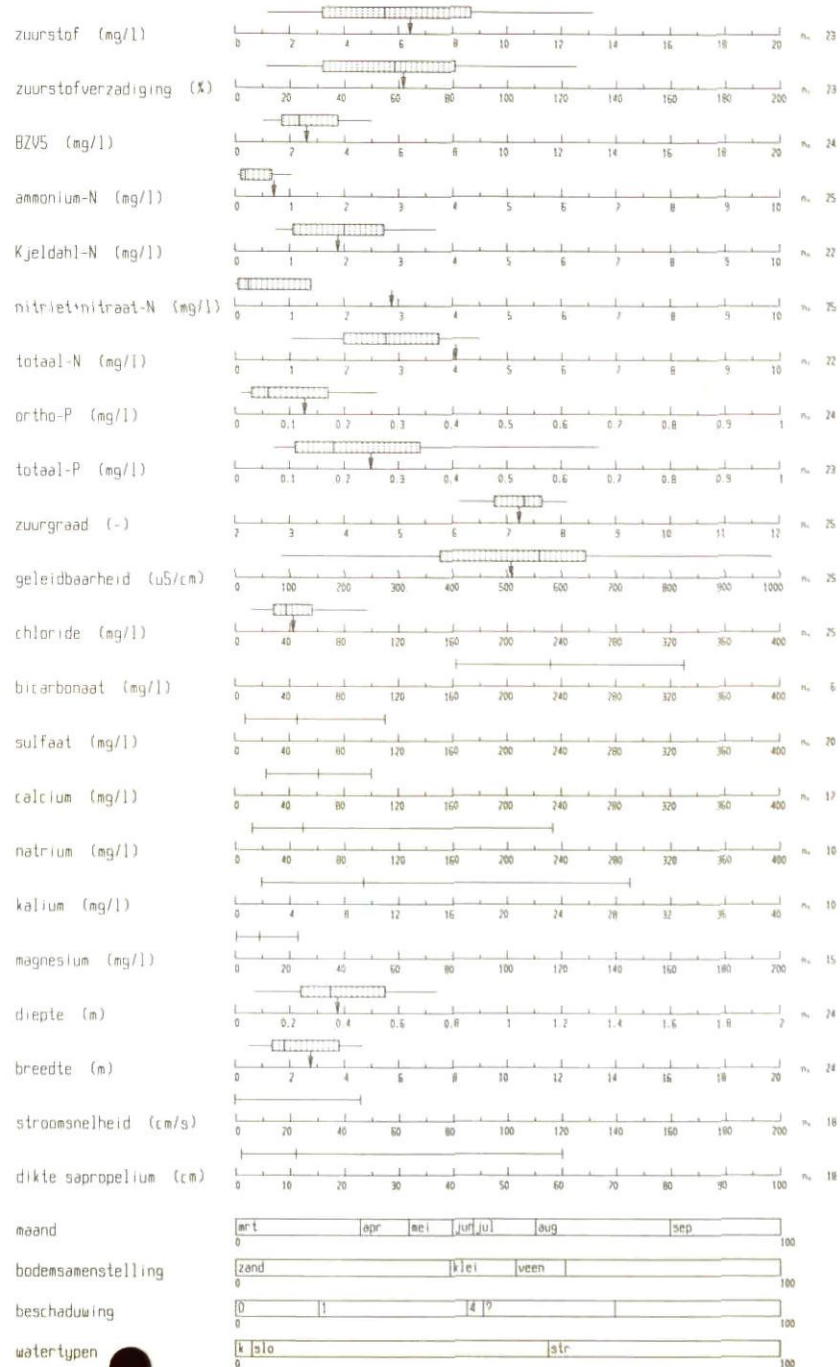 zuurstof (mg/l) 0 2 4 6 8 10 12 14 16 18 20 n= 23
zuurstofverzadiging (%) 0 20 40 60 80 100 120 140 160 180 200 n= 23
BZV5 (mg/l) 0 2 4 6 8 10 12 14 16 18 20 n= 24
ammonium-N (mg/l) 0 1 2 3 4 5 6 7 8 9 10 n= 25
Kjeldahl-N (mg/l) 0 1 2 3 4 5 6 7 8 9 10 n= 22
nitriet+nitraat-N (mg/l) 0 1 2 3 4 5 6 7 8 9 10 n= 25
totaal-N (mg/l) 0 1 2 3 4 5 6 7 8 9 10 n= 22
ortho-P (mg/l) 0 0.1 0.2 0.3 0.4 0.5 0.6 0.7 0.8 0.9 1 n= 24
totaal-P (mg/l) 0 0.1 0.2 0.3 0.4 0.5 0.6 0.7 0.8 0.9 1 n= 23
zuurgraad (-) 2 3 4 5 6 7 8 9 10 11 12 n= 25
geleidbaarheid (uS/cm) 0 100 200 300 400 500 600 700 800 900 1000 n= 25
chloride (mg/l) 0 40 80 120 160 200 240 280 320 360 400 n= 25
bicarbonaat (mg/l) 0 40 80 120 160 200 240 280 320 360 400 n= 6
sulfaat (mg/l) 0 40 80 120 160 200 240 280 320 360 400 n= 20
calcium (mg/l) 0 40 80 120 160 200 240 280 320 360 400 n= 17
natrium (mg/l) 0 40 80 120 160 200 240 280 320 360 400 n= 10
kalium (mg/l) 0 4 8 12 16 20 24 28 32 36 40 n= 10
magnesium (mg/l) 0 20 40 60 80 100 120 140 160 180 200 n= 15
diepte (m) 0 0.2 0.4 0.6 0.8 1 1.2 1.4 1.6 1.8 2 n= 24
breedte (m) 0 2 4 6 8 10 12 14 16 18 20 n= 24
stroomsnelheid (cm/s) 0 20 40 60 80 100 120 140 160 180 200 n= 18
dikte sapropelium (cm) 0 10 20 30 40 50 60 70 80 90 100 n= 18
maand mrt apr mei jun jul aug sep
0 100
bodemsamenstelling zand klei veen
0 100
beschaduwing 0 1 4 ?
0 100
watertypen k slo str
0 100